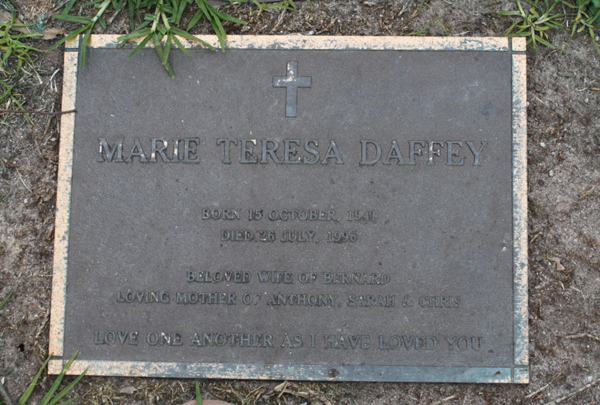 MARIE TERESA DAFFEY
BORN 15 OCTOBER,
DIED 26 JULY, 1996
BELOVED WIFE OF BERNARD
LOVING MOTHER OF ANTHONY, SARAH & CHRIS
LOVE ONE ANOTHER AS I HAVE LOVED YOU